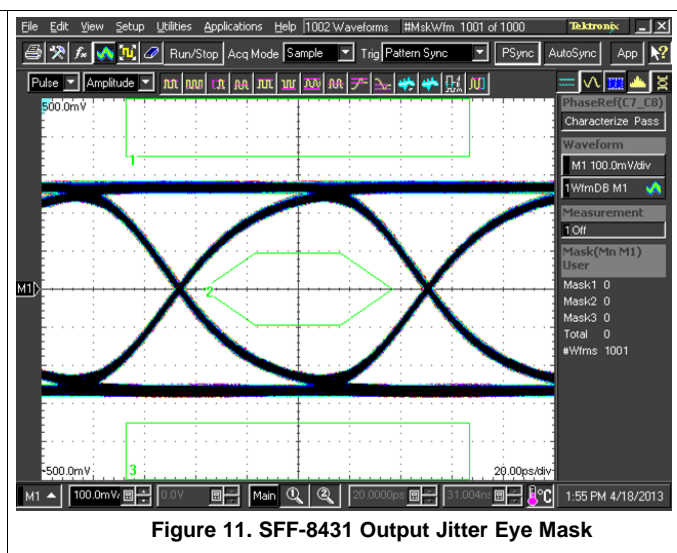 File Edit View Setup Utilities Applications Help 1002 Waveforms #MskWfm 1001 of 1000 Tektronix
Run/Stop Acq Mode Sample Trig Pattern Sync PSync AutoSync App
Pulse Amplitude
500.0mV
PhaseRef(C7_C8)
Characterize Pass
Waveform
M1 100.0mV/div
1WfmDB M1
Measurement
1 Off
Mask(Mn M1)
User
Mask1 0
Mask2 0
Mask3 0
Total 0
#Wfms 1001
1
M1
2
3
-500.0mV
20.00ps/div
M1 100.0mV/ 0.0V Main 1 2 20.0000ps 31.004ns °C 1:55 PM 4/18/2013
Figure 11. SFF-8431 Output Jitter Eye Mask